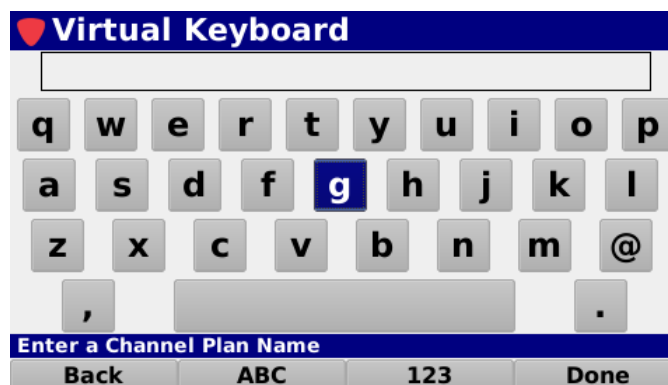 Virtual Keyboard
q w e r t y u i o p
a s d f g h j k l
z x c v b n m @
, .
Enter a Channel Plan Name
Back ABC 123 Done